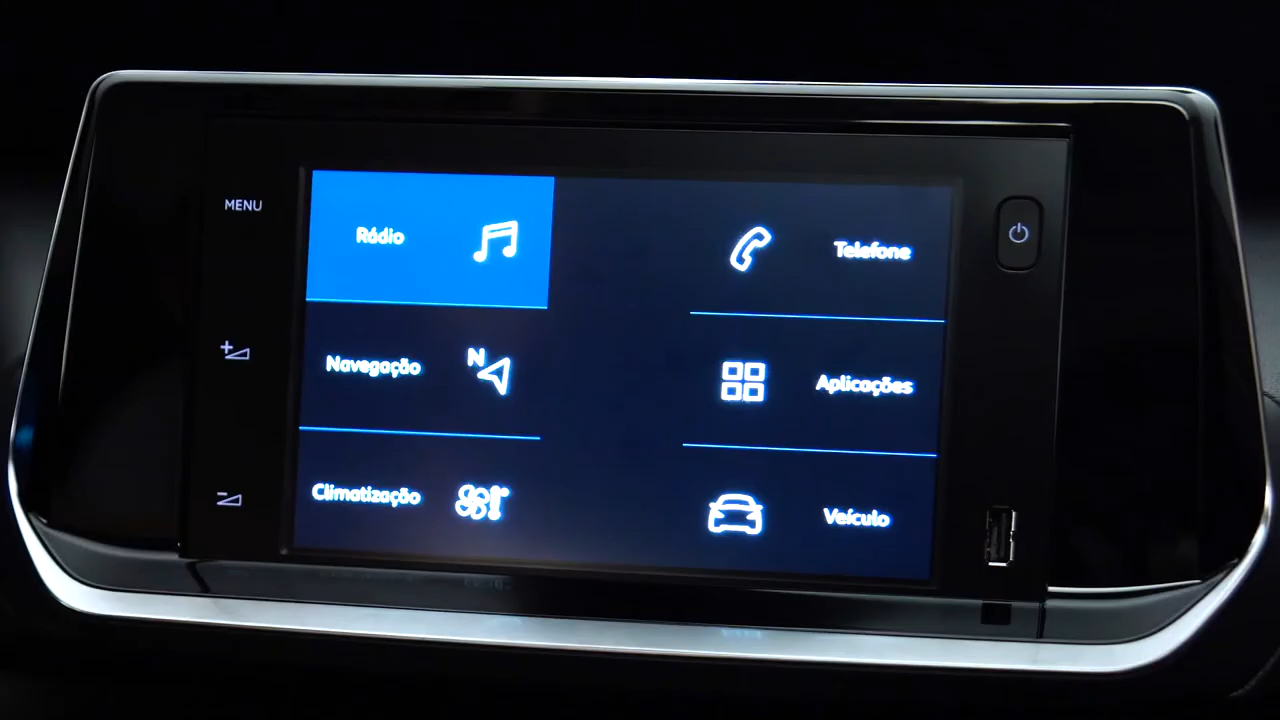 MENU
Rádio
Telefone
Navegação
N
Aplicações
Climatização
Veículo